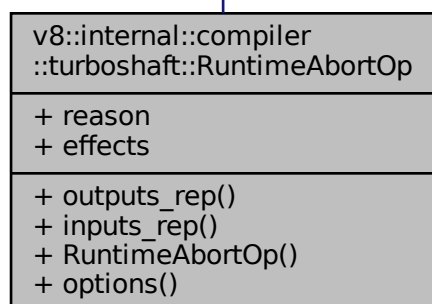 v8::internal::compiler
::turboshaft::RuntimeAbortOp
+ reason
+ effects
+ outputs_rep()
+ inputs_rep()
+ RuntimeAbortOp()
+ options()